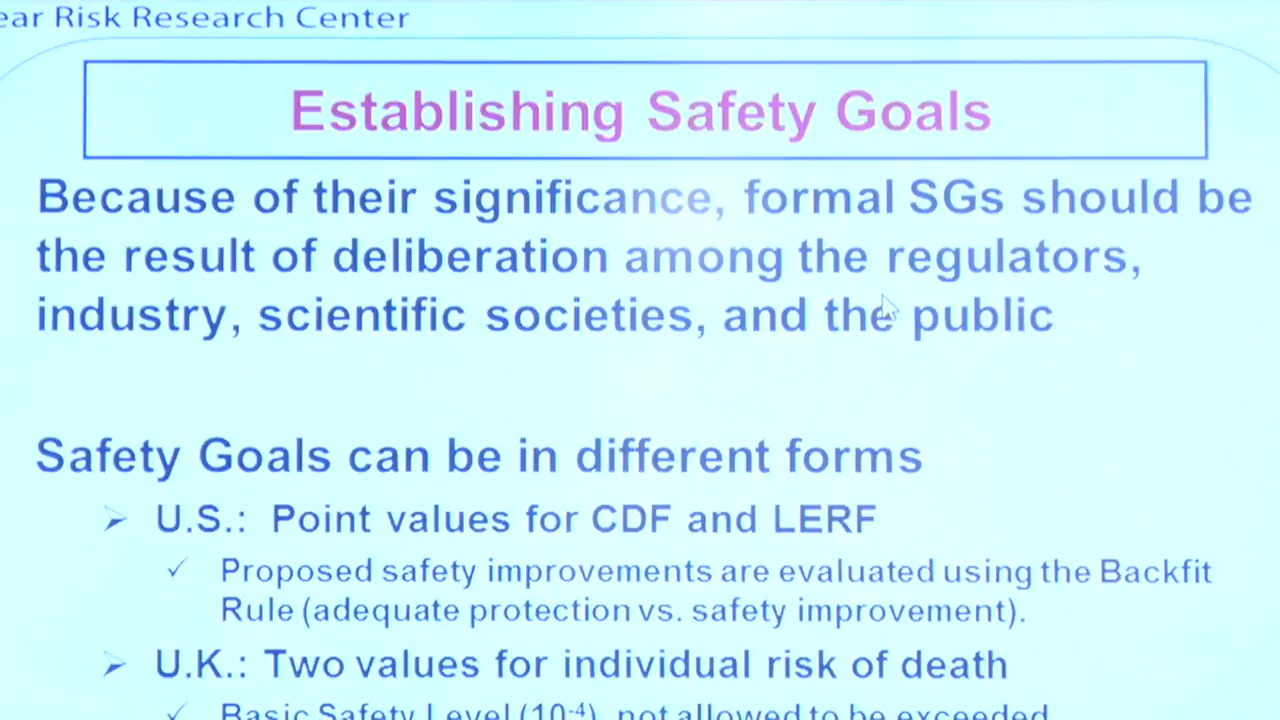 ear Risk Research Center
Establishing Safety Goals
Because of their significance, formal SGs should be
the result of deliberation among the regulators,
industry, scientific societies, and the public
Safety Goals can be in different forms
➢ U.S.: Point values for CDF and LERF
✓ Proposed safety improvements are evaluated using the Backfit
Rule (adequate protection vs. safety improvement).
➢ U.K.: Two values for individual risk of death
✓ Basic Safety Level (10⁻⁴), not allowed to be exceeded